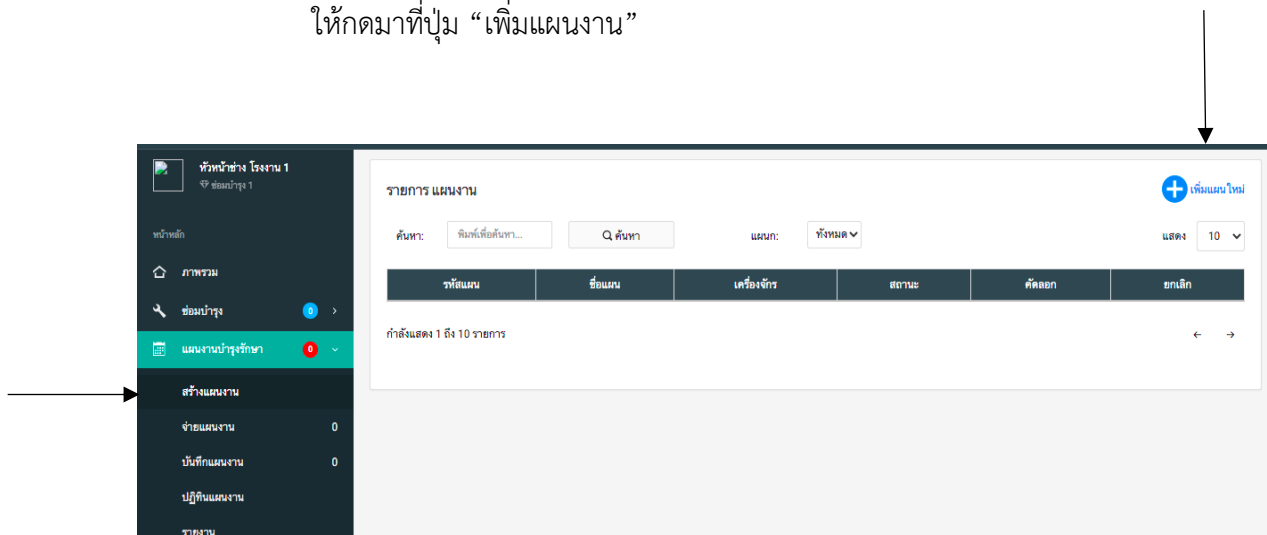 ให้กดมาที่ปุ่ม “เพิ่มแผนงาน”
หัวหน้าช่าง โรงงาน 1
ซ่อมบำรุง 1
หน้าหลัก
ภาพรวม
ซ่อมบำรุง 0
แผนงานบำรุงรักษา 0
สร้างแผนงาน
จ่ายแผนงาน 0
บันทึกแผนงาน 0
ปฏิทินแผนงาน
รายงาน
รายการ แผนงาน
เพิ่มแผน ใหม่
ค้นหา: พิมพ์เพื่อค้นหา... ค้นหา แผนก: ทั้งหมด แสดง 10
รหัสแผน ชื่อแผน เครื่องจักร สถานะ คัดลอก ยกเลิก
กำลังแสดง 1 ถึง 10 รายการ ← →